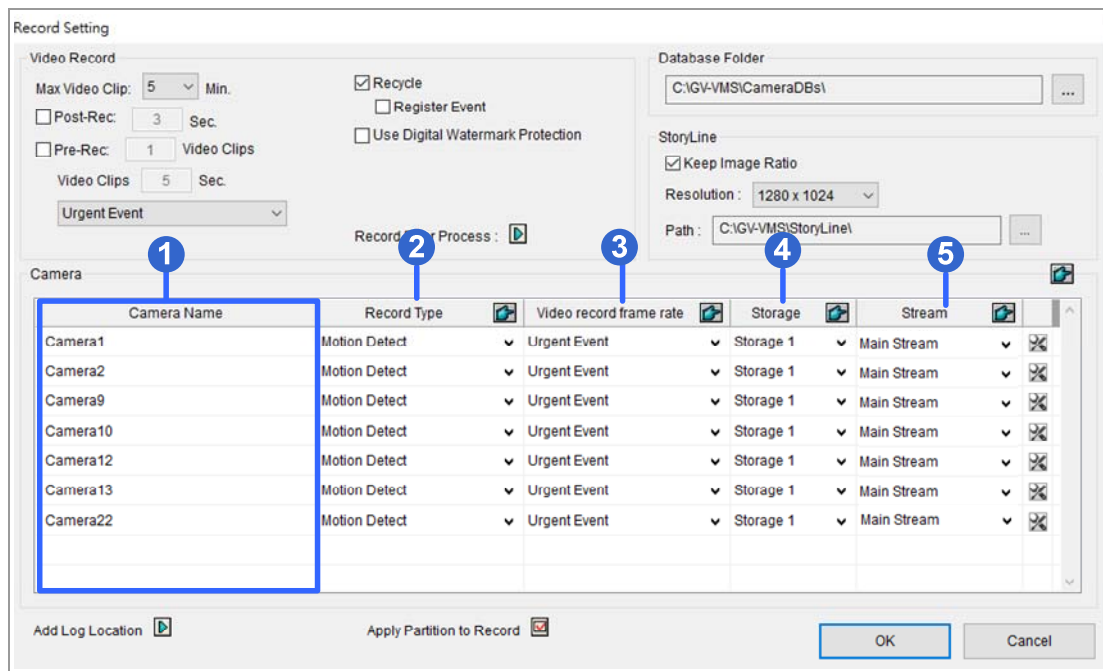 Record Setting
Video Record
Max Video Clip: 5 Min.
Post-Rec: 3 Sec.
Pre-Rec: 1 Video Clips
Video Clips 5 Sec.
Urgent Event
Recycle
Register Event
Use Digital Watermark Protection
Process :
Database Folder
C:\GV-VMS\CameraDBs\
...
StoryLine
Keep Image Ratio
Resolution : 1280 x 1024
Path : C:\GV-VMS\StoryLine\ ...
1 2 3 4 5
Camera
Camera Name Record Type Video record frame rate Storage Stream
Camera1 Motion Detect Urgent Event Storage 1 Main Stream
Camera2 Motion Detect Urgent Event Storage 1 Main Stream
Camera9 Motion Detect Urgent Event Storage 1 Main Stream
Camera10 Motion Detect Urgent Event Storage 1 Main Stream
Camera12 Motion Detect Urgent Event Storage 1 Main Stream
Camera13 Motion Detect Urgent Event Storage 1 Main Stream
Camera22 Motion Detect Urgent Event Storage 1 Main Stream
Add Log Location
Apply Partition to Record
OK Cancel